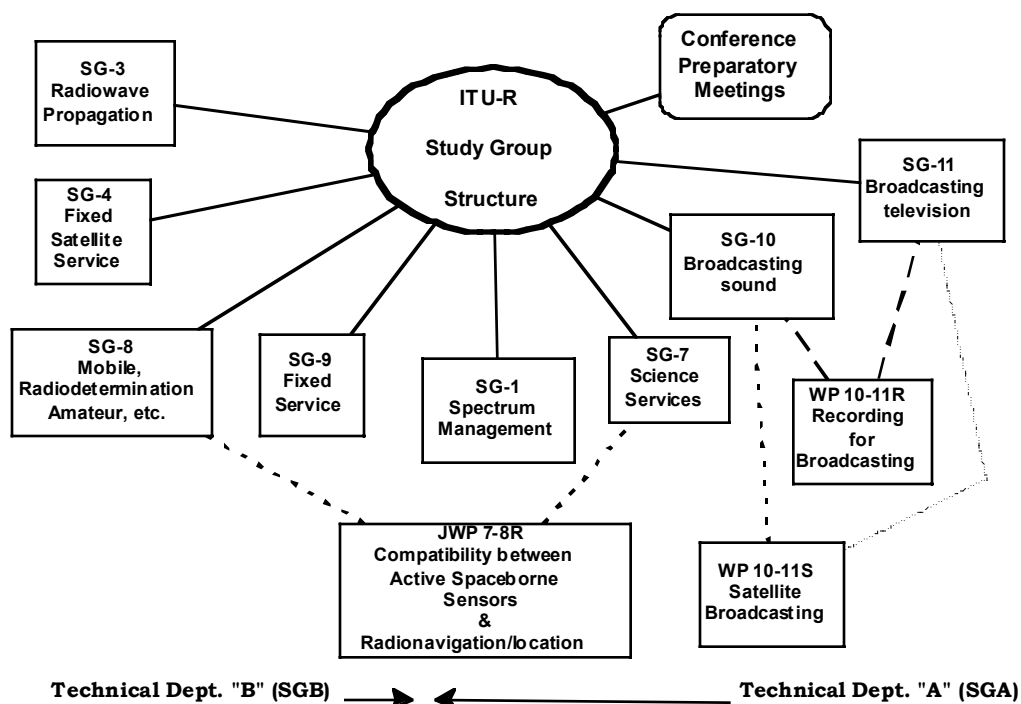 Conference
Preparatory
Meetings
ITU-R
Study Group
Structure
SG-3
Radiowave
Propagation
SG-4
Fixed
Satellite
Service
SG-11
Broadcasting
television
SG-10
Broadcasting
sound
SG-8
Mobile,
Radiodetermination
Amateur, etc.
SG-9
Fixed
Service
SG-1
Spectrum
Management
SG-7
Science
Services
WP 10-11R
Recording
for
Broadcasting
JWP 7-8R
Compatibility between
Active Spaceborne
Sensors
&
Radionavigation/location
WP 10-11S
Satellite
Broadcasting
Technical Dept. "B" (SGB)
Technical Dept. "A" (SGA)